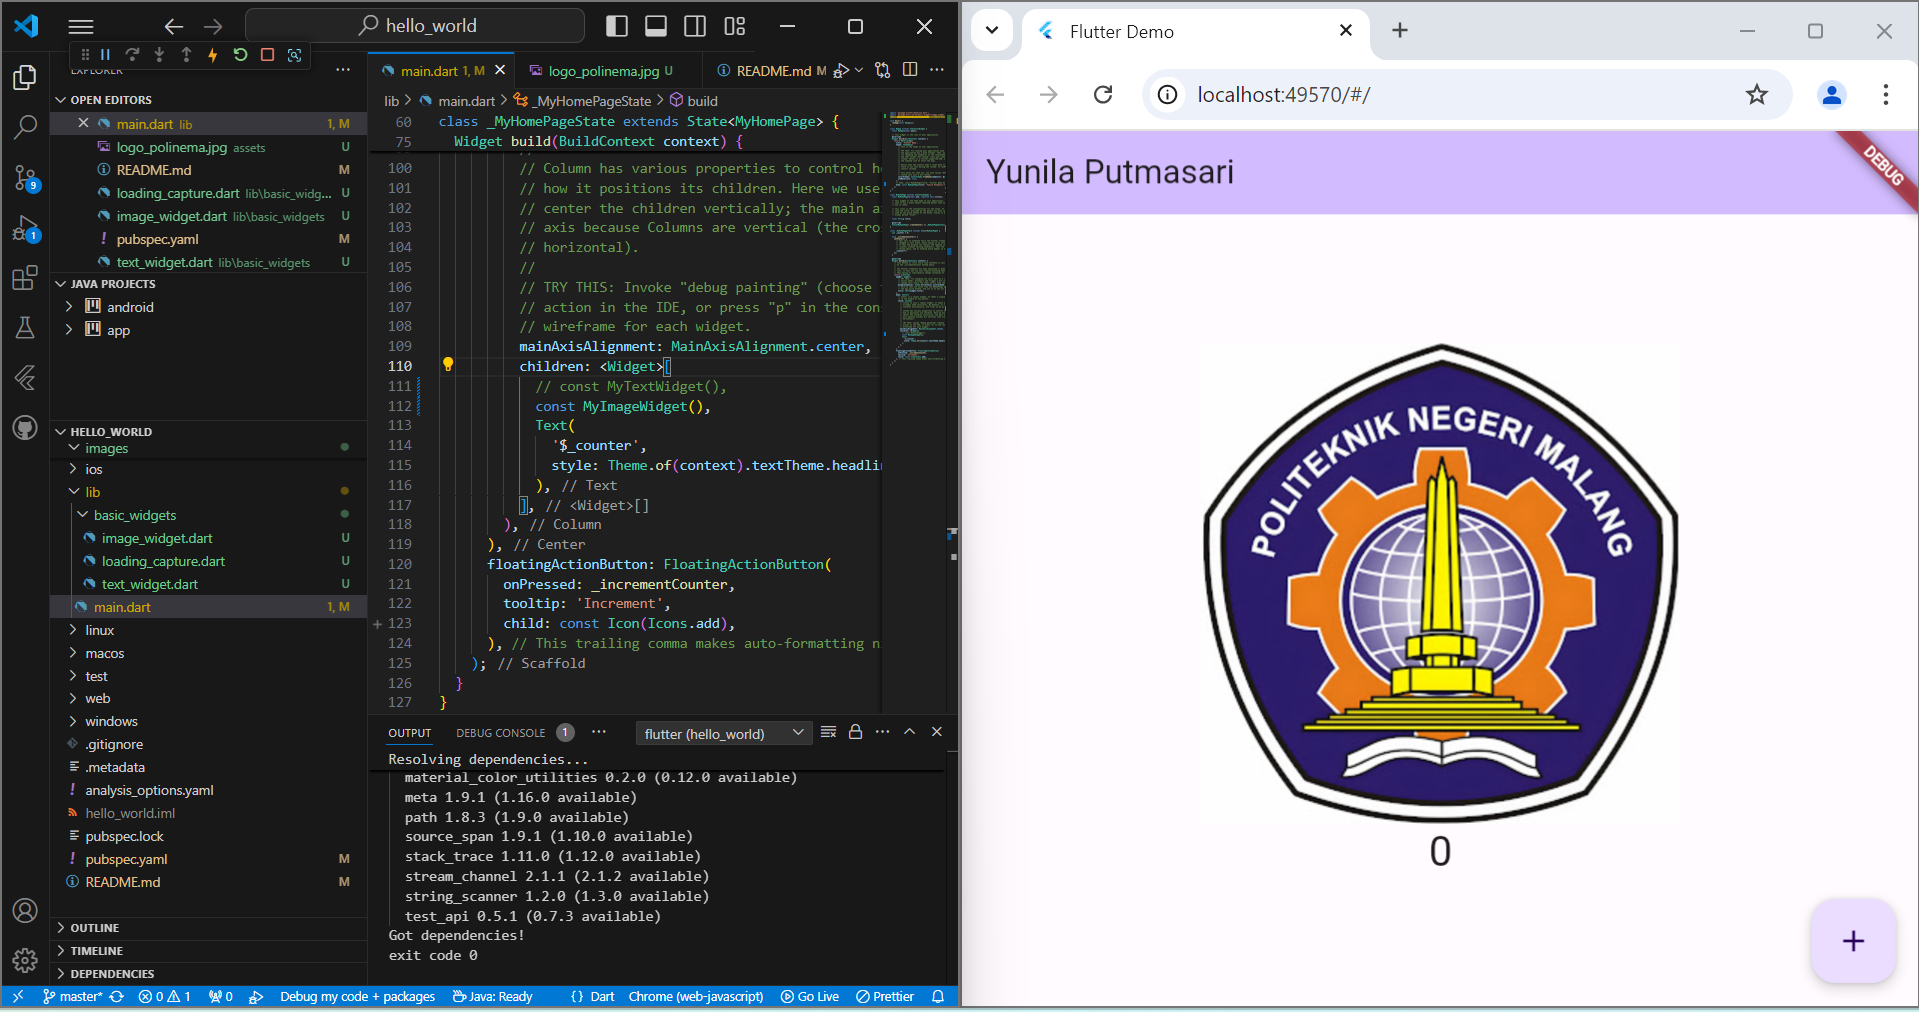 hello_world
EXPLORER
OPEN EDITORS
main.dart lib 1, M
logo_polinema.jpg assets U
README.md M
loading_capture.dart lib\basic_widg... U
image_widget.dart lib\basic_widgets U
! pubspec.yaml M
text_widget.dart lib\basic_widgets U
JAVA PROJECTS
android
app
HELLO_WORLD
images
ios
lib
basic_widgets
image_widget.dart U
loading_capture.dart U
text_widget.dart U
main.dart 1, M
linux
macos
test
web
windows
.gitignore
.metadata
! analysis_options.yaml
hello_world.iml
pubspec.lock
! pubspec.yaml M
README.md M
OUTLINE
TIMELINE
DEPENDENCIES
9
1
main.dart 1, M
logo_polinema.jpg U
README.md M
lib > main.dart > _MyHomePageState > build
60 class _MyHomePageState extends State<MyHomePage> {
75 Widget build(BuildContext context) {
100 // Column has various properties to control h
101 // how it positions its children. Here we use
102 // center the children vertically; the main a
103 // axis because Columns are vertical (the cro
104 // horizontal).
105 //
106 // TRY THIS: Invoke "debug painting" (choose
107 // action in the IDE, or press "p" in the con
108 // wireframe for each widget.
109 mainAxisAlignment: MainAxisAlignment.center,
110 children: <Widget>[
111 // const MyTextWidget(),
112 const MyImageWidget(),
113 Text(
114 '$_counter',
115 style: Theme.of(context).textTheme.headli
116 ), // Text
117 ], // <Widget>[]
118 ), // Column
119 ), // Center
120 floatingActionButton: FloatingActionButton(
121 onPressed: _incrementCounter,
122 tooltip: 'Increment',
123 child: const Icon(Icons.add),
124 ), // This trailing comma makes auto-formatting n
125 ); // Scaffold
126 }
127 }
OUTPUT DEBUG CONSOLE 1 ... flutter (hello_world)
Resolving dependencies...
material_color_utilities 0.2.0 (0.12.0 available)
meta 1.9.1 (1.16.0 available)
path 1.8.3 (1.9.0 available)
source_span 1.9.1 (1.10.0 available)
stack_trace 1.11.0 (1.12.0 available)
stream_channel 2.1.1 (2.1.2 available)
string_scanner 1.2.0 (1.3.0 available)
test_api 0.5.1 (0.7.3 available)
Got dependencies!
exit code 0
master* 0 1 0 Debug my code + packages Java: Ready {} Dart Chrome (web-javascript) Go Live Prettier
Flutter Demo
localhost:49570/#/
Yunila Putmasari
DEBUG
POLITEKNIK NEGERI MALANG
0
+